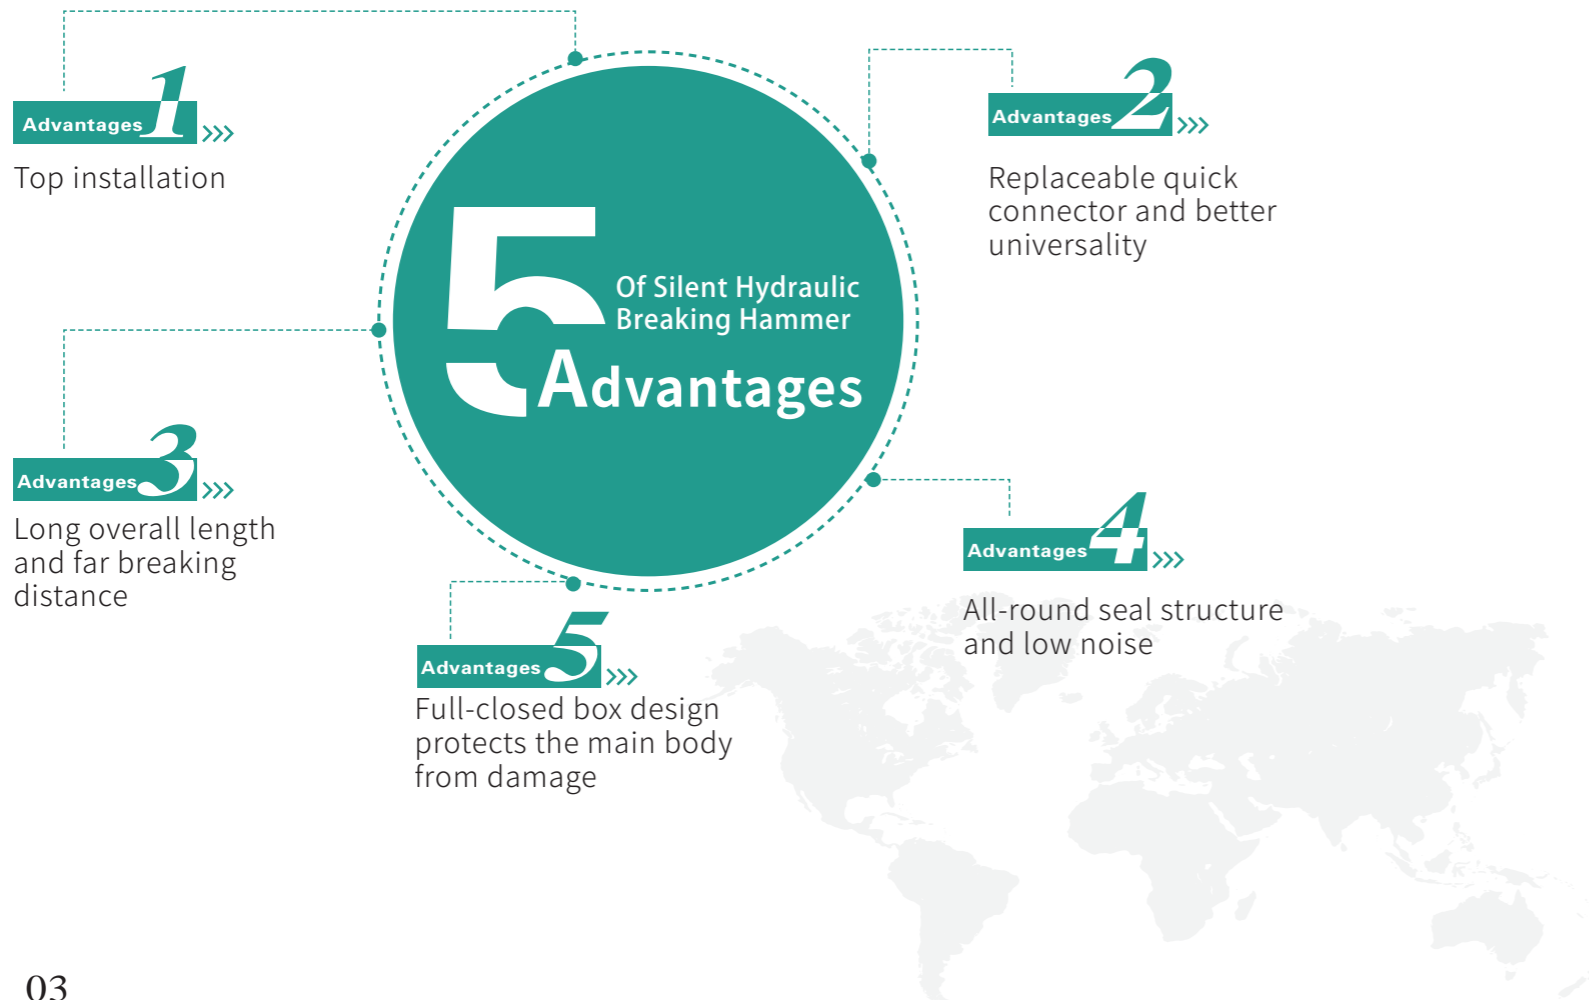 Advantages 1
Top installation
Advantages 2
Replaceable quick
connector and better
universality
5
Of Silent Hydraulic
Breaking Hammer
Advantages
Advantages 3
Long overall length
and far breaking
distance
Advantages 4
All-round seal structure
and low noise
Advantages 5
Full-closed box design
protects the main body
from damage
03